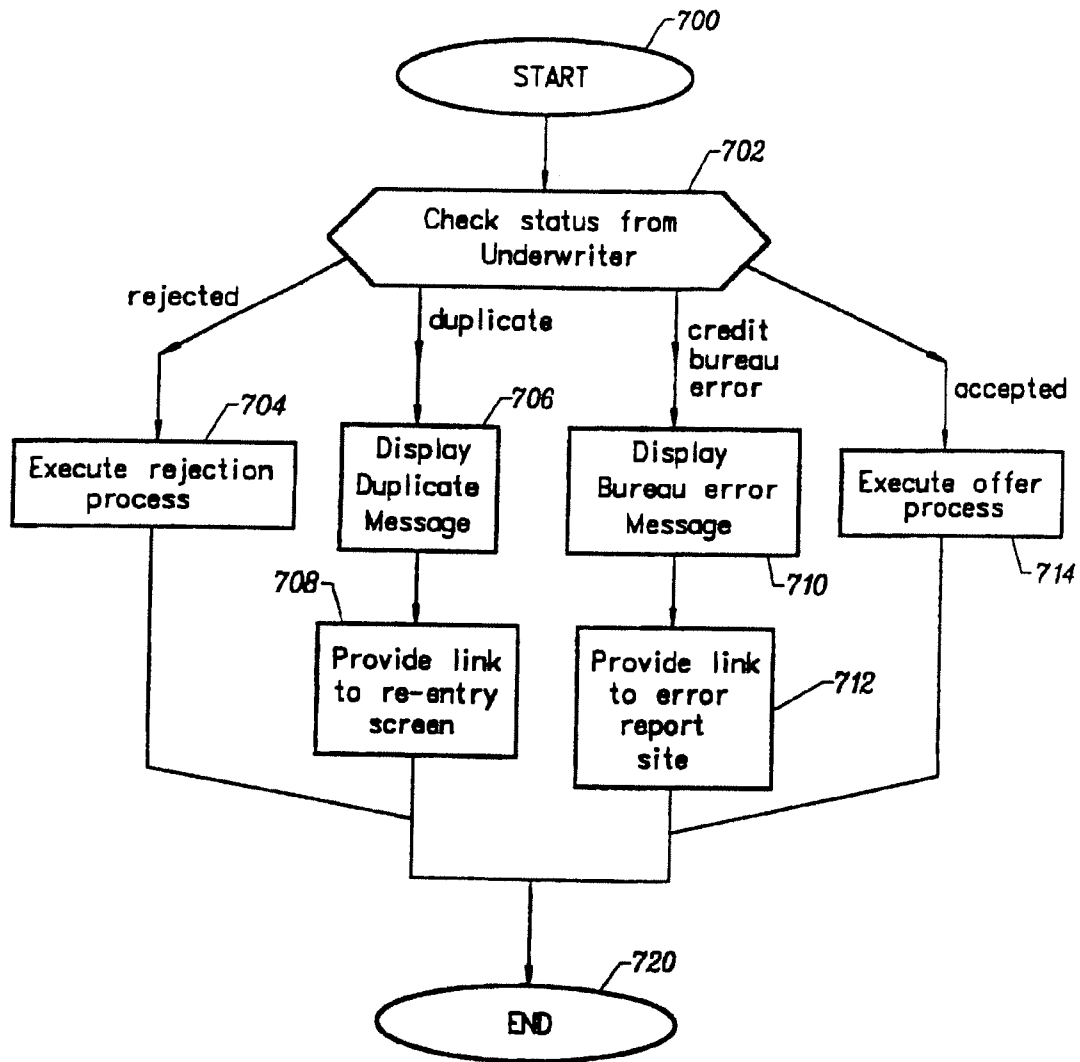 700
START
702
Check status from
Underwriter
rejected
duplicate
credit
bureau
error
accepted
704
Execute rejection
process
706
Display
Duplicate
Message
Display
Bureau error
Message
710
Execute offer
process
714
708
Provide link
to re-entry
screen
Provide link
to error
report
site
712
720
END